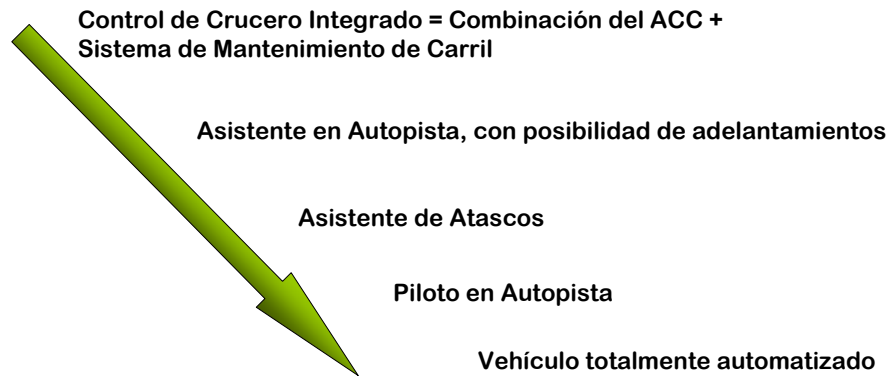 Control de Crucero Integrado = Combinación del ACC +
Sistema de Mantenimiento de Carril
Asistente en Autopista, con posibilidad de adelantamientos
Asistente de Atascos
Piloto en Autopista
Vehículo totalmente automatizado